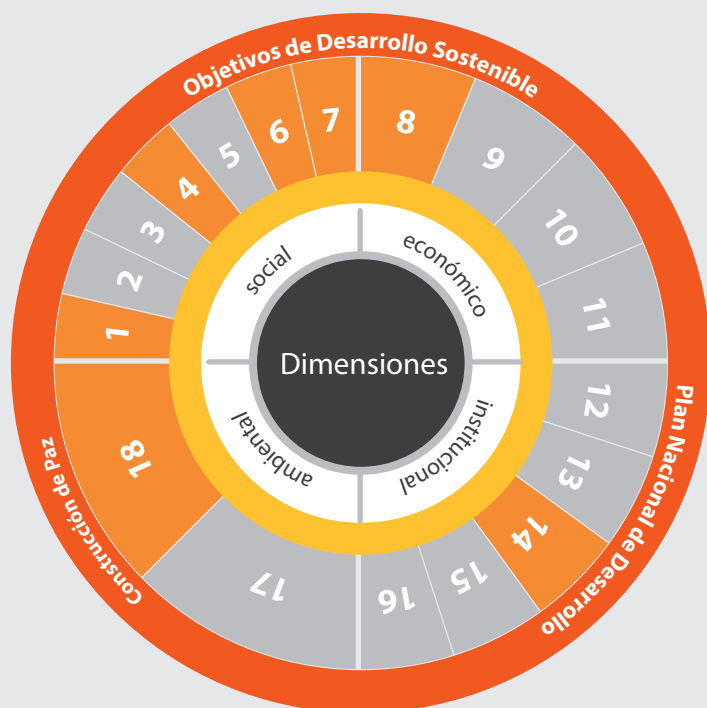 Objetivos de Desarrollo Sostenible
Plan Nacional de Desarrollo
Construcción de Paz
1
2
3
4
5
6
7
8
9
10
11
12
13
14
15
16
17
18
social
económico
institucional
ambiental
Dimensiones